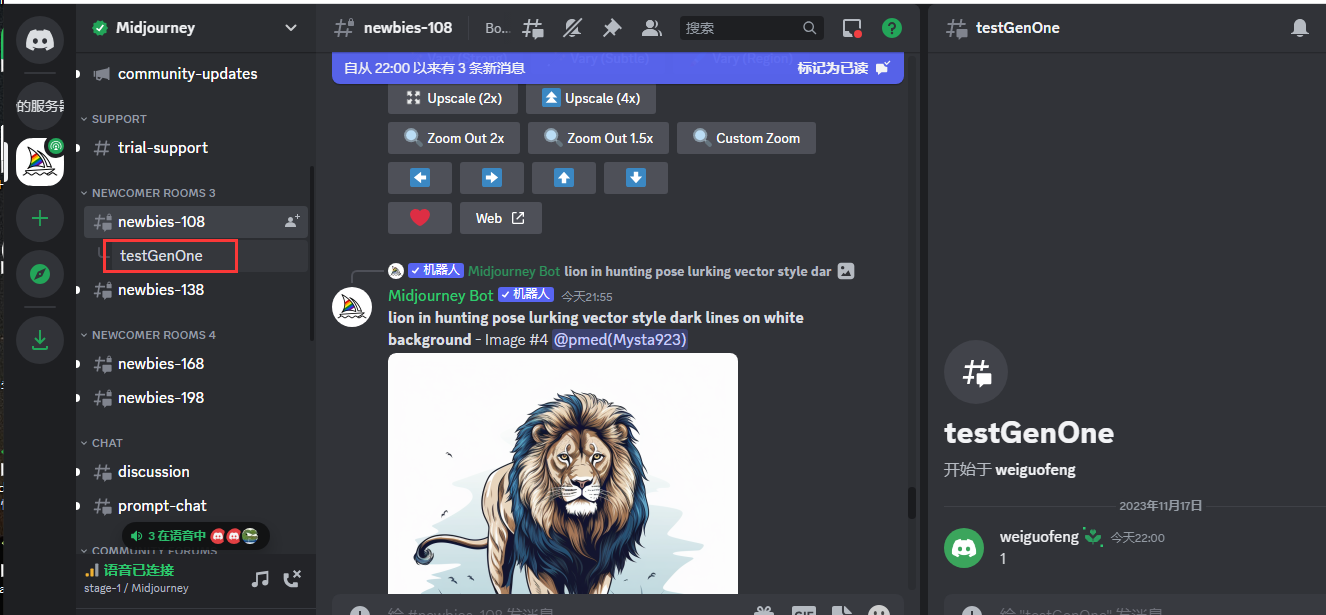 的服务器
Midjourney
community-updates
SUPPORT
trial-support
NEWCOMER ROOMS 3
newbies-108
testGenOne
newbies-138
NEWCOMER ROOMS 4
newbies-168
newbies-198
CHAT
discussion
prompt-chat
3 在语音中
COMMUNITY FORUMS
语音已连接
stage-1 / Midjourney
newbies-108
Bo...
搜索
自从 22:00 以来有 3 条新消息
标记为已读
Vary (Subtle)
Vary (Region)
Upscale (2x)
Upscale (4x)
Zoom Out 2x
Zoom Out 1.5x
Custom Zoom
Web
机器人 Midjourney Bot lion in hunting pose lurking vector style dar
Midjourney Bot 机器人 今天21:55
lion in hunting pose lurking vector style dark lines on white
background - Image #4 @pmed(Mysta923)
给 #newbies-108 发消息
GIF
testGenOne
testGenOne
开始于 weiguofeng
2023年11月17日
weiguofeng 今天22:00
1
给 "testGenOne" 发消息